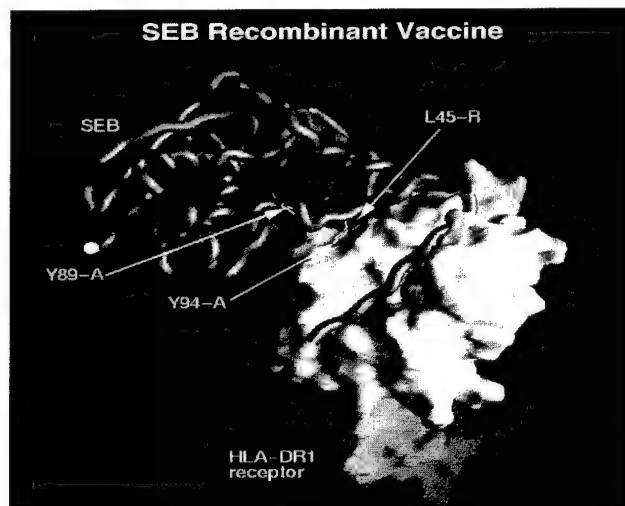 SEB Recombinant Vaccine
SEB
L45-R
Y89-A
Y94-A
HLA-DR1
receptor